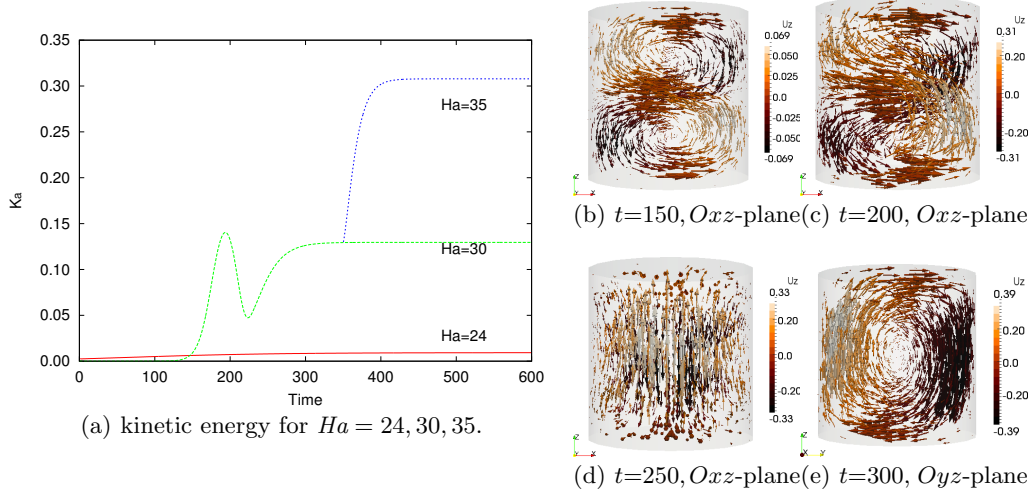 0.35
0.30
0.25
0.20
0.15
0.10
0.05
0.00
Ka
Ha=35
Ha=30
Ha=24
0 100 200 300 400 500 600
Time
(a) kinetic energy for Ha = 24, 30, 35.
Uz
0.069
0.050
0.025
0.0
-0.025
-0.050
-0.069
Z
X
Uz
0.31
0.20
0.0
-0.20
-0.31
Z
X
(b) t=150, Oxz-plane
(c) t=200, Oxz-plane
Uz
0.33
0.20
0.0
-0.20
-0.33
Z
X
Uz
0.39
0.20
0.0
-0.20
-0.39
Z
X Y
(d) t=250, Oxz-plane
(e) t=300, Oyz-plane